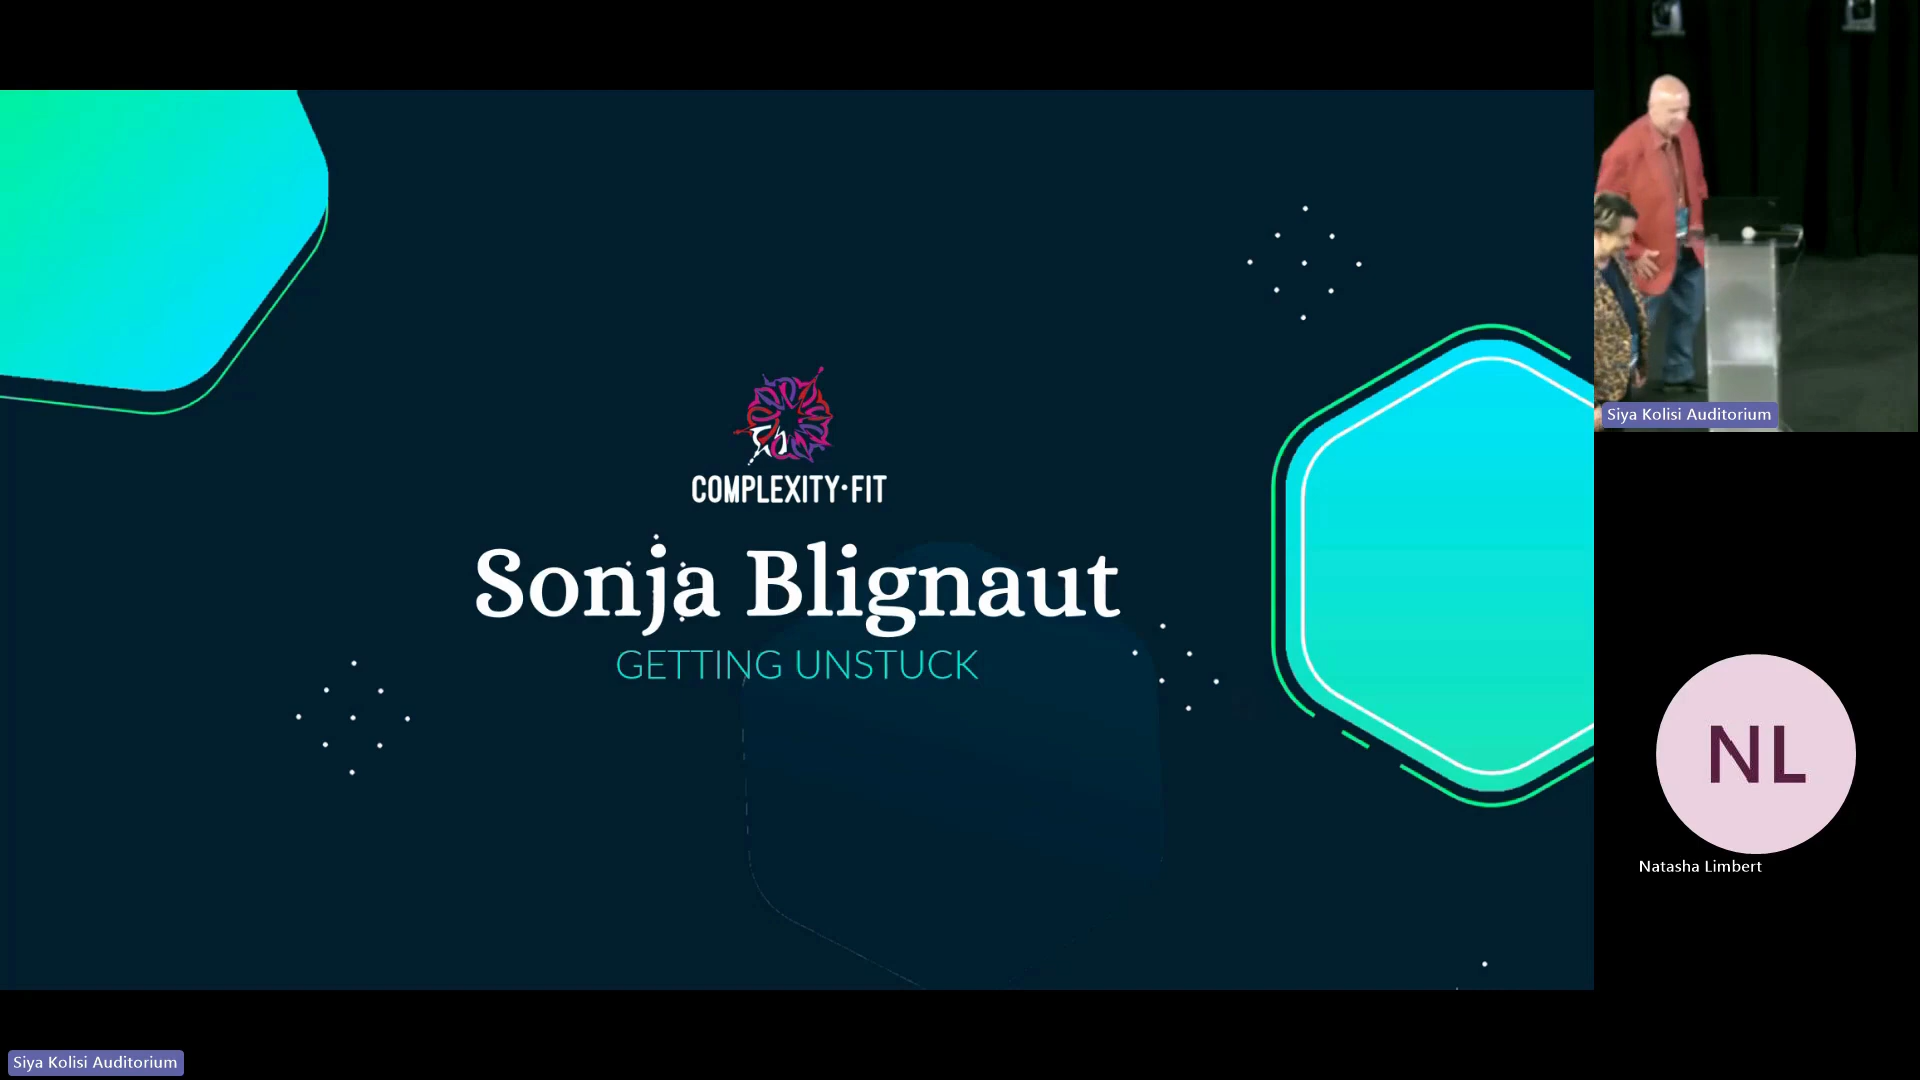 COMPLEXITY·FIT
Sonja Blignaut
GETTING UNSTUCK
Siya Kolisi Auditorium
NL
Natasha Limbert
Siya Kolisi Auditorium